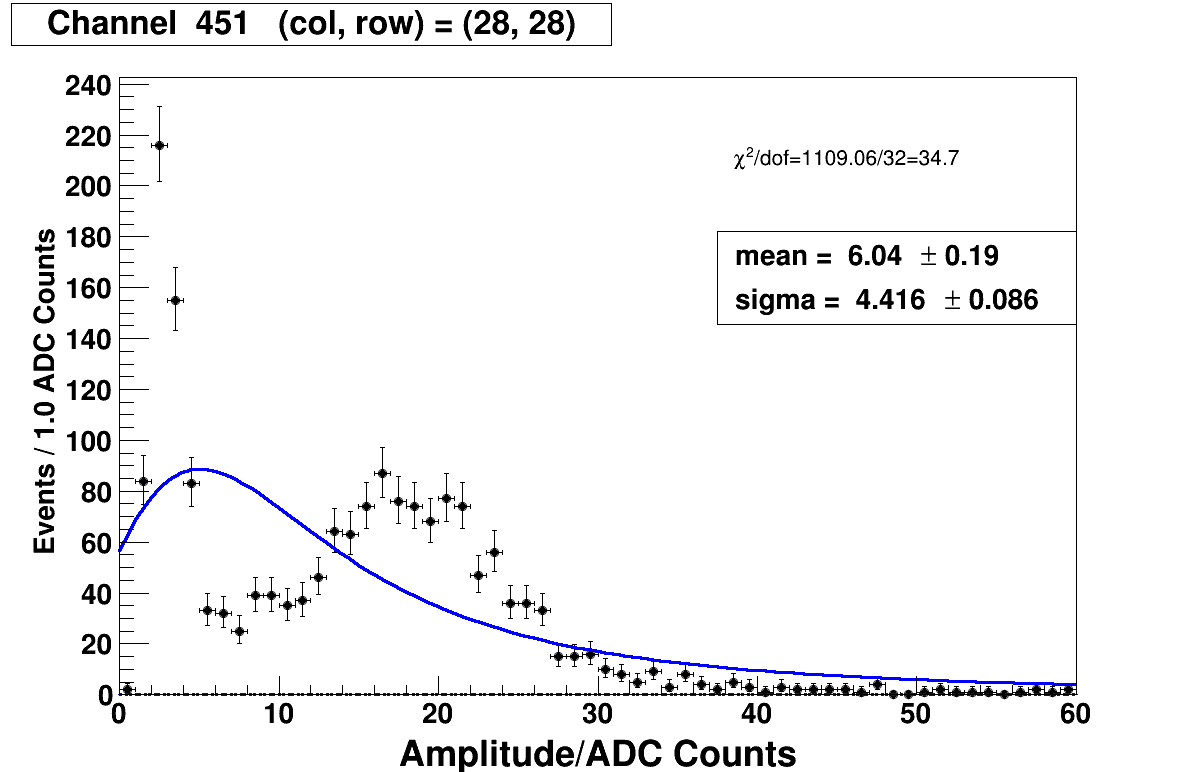 Channel 451 (col, row) = (28, 28)
240
220
200
180
160
140
120
100
80
60
40
20
0
Events / 1.0 ADC Counts
χ²/dof=1109.06/32=34.7
mean = 6.04 ± 0.19
sigma = 4.416 ± 0.086
0 10 20 30 40 50 60
Amplitude/ADC Counts